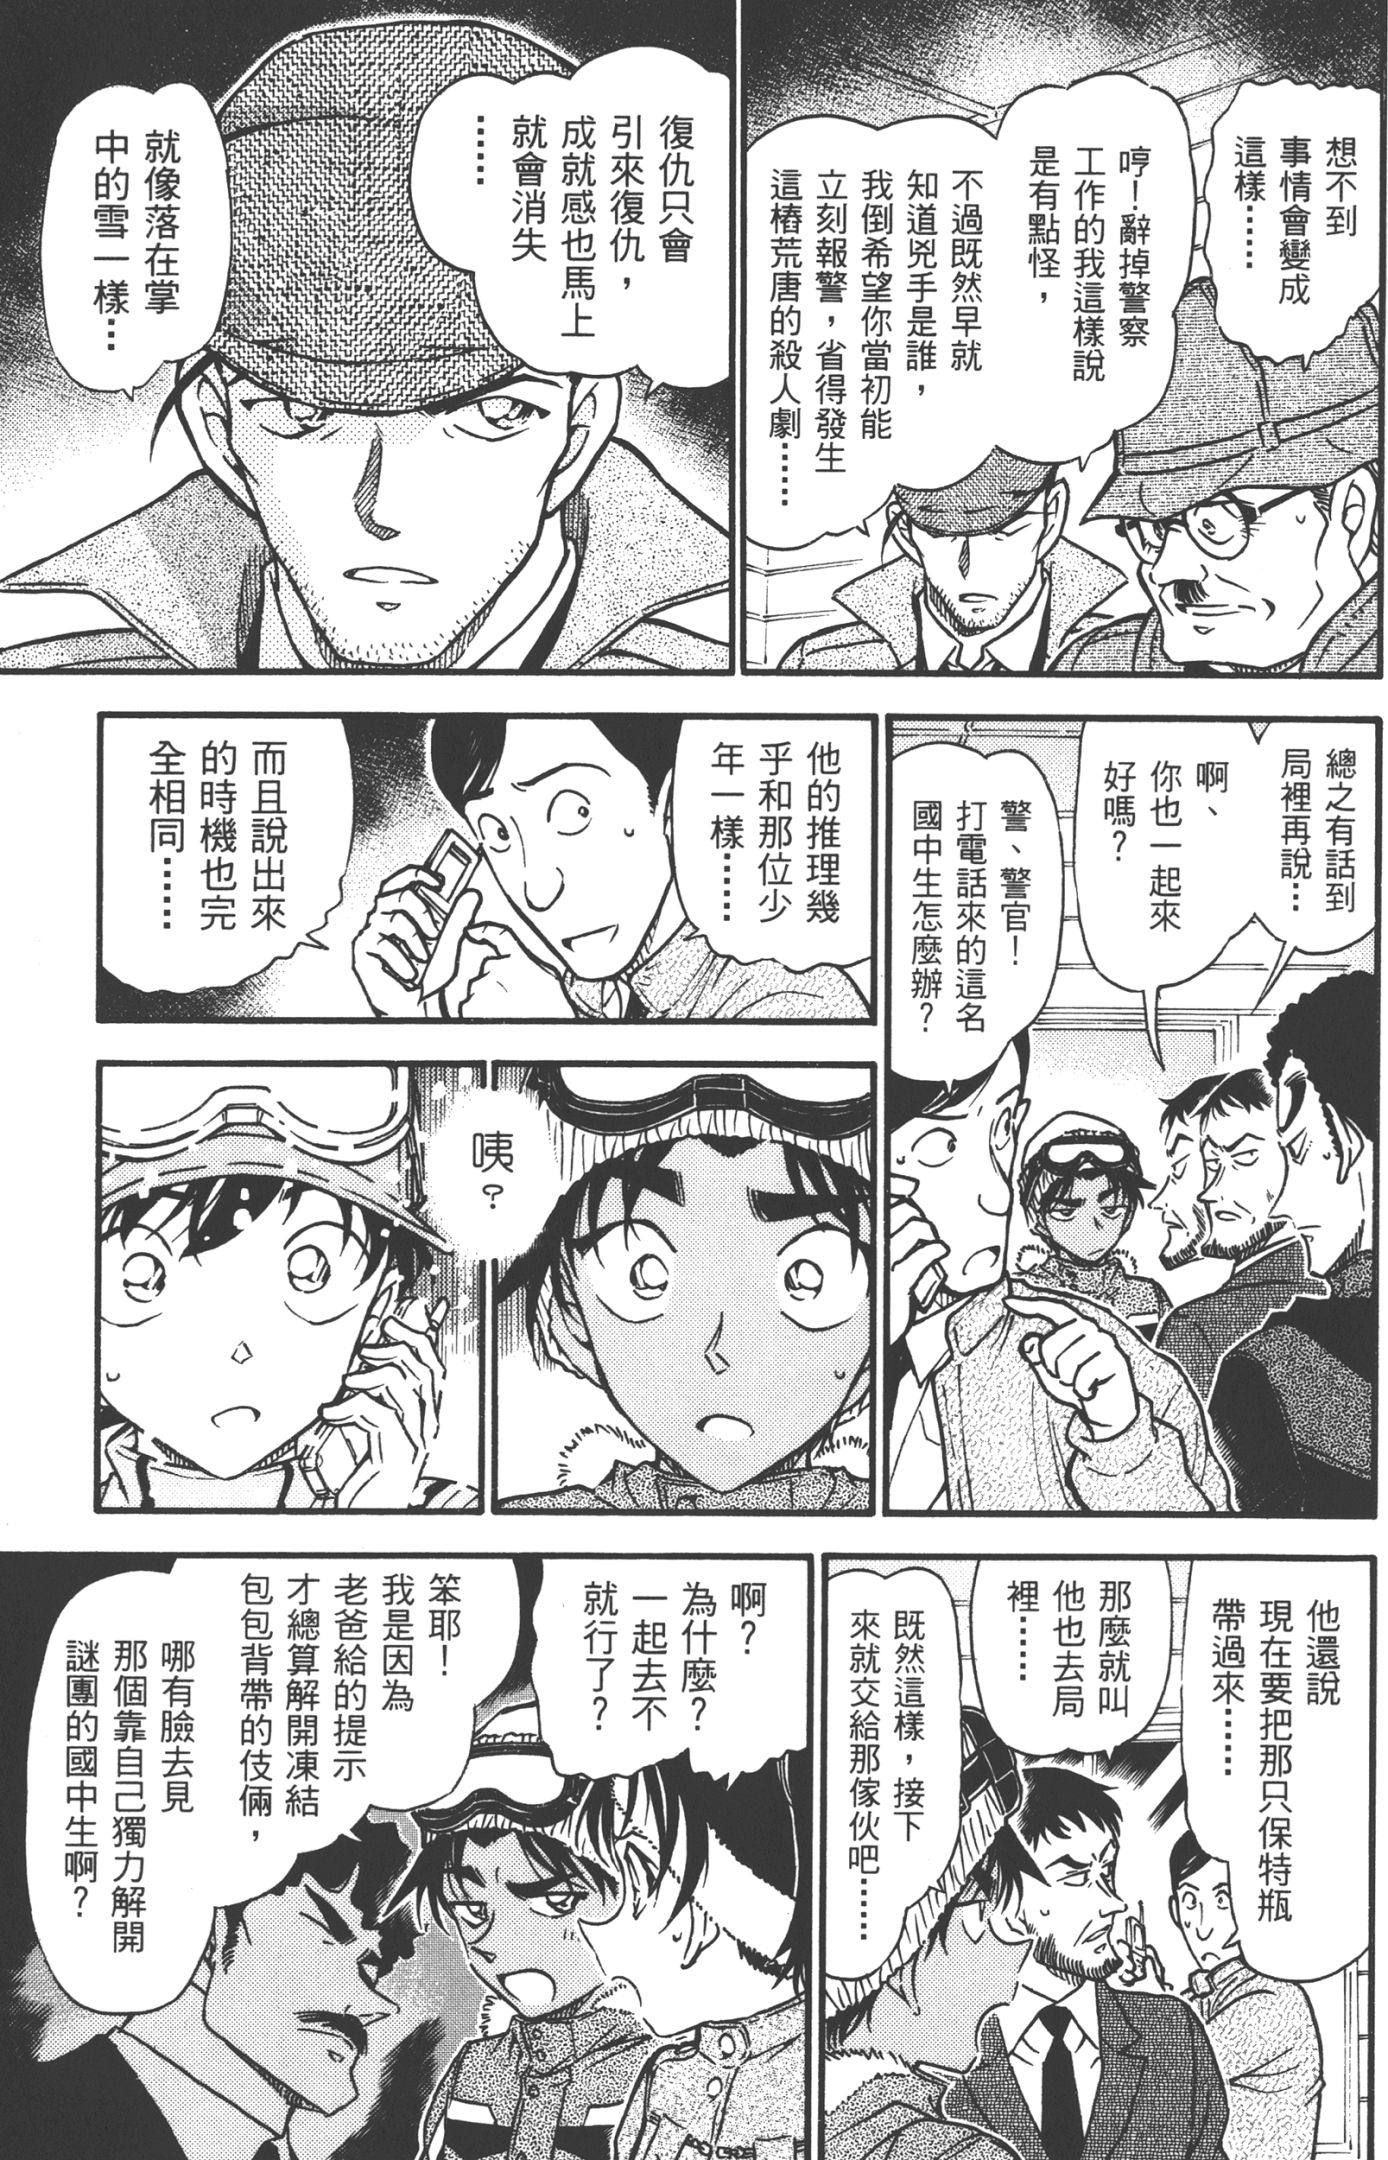 想不到
事情會變成
這樣……
哼！辭掉警察
工作的我這樣說
是有點怪，
不過既然早就
知道兇手是誰，
我倒希望你當初能
立刻報警，省得發生
這樁荒唐的殺人劇……
復仇只會
引來復仇，
成就感也馬上
就會消失
……
就像落在掌
中的雪一樣…
總之有話到
局裡再說…
啊、
你也一起來
好嗎？
警、警官！
打電話來的這名
國中生怎麼辦？
他的推理幾
乎和那位少
年一樣……
而且說出來
的時機也完
全相同……
咦？
他還說
現在要把那只保特瓶
帶過來……
那麼就叫
他也去局
裡……
既然這樣，接下
來就交給那傢伙吧……
啊？
為什麼？
一起去不
就行了？
笨耶！
我是因為
老爸給的提示
才總算解開凍結
包包背帶的伎倆，
哪有臉去見
那個靠自己獨力解開
謎團的國中生啊？